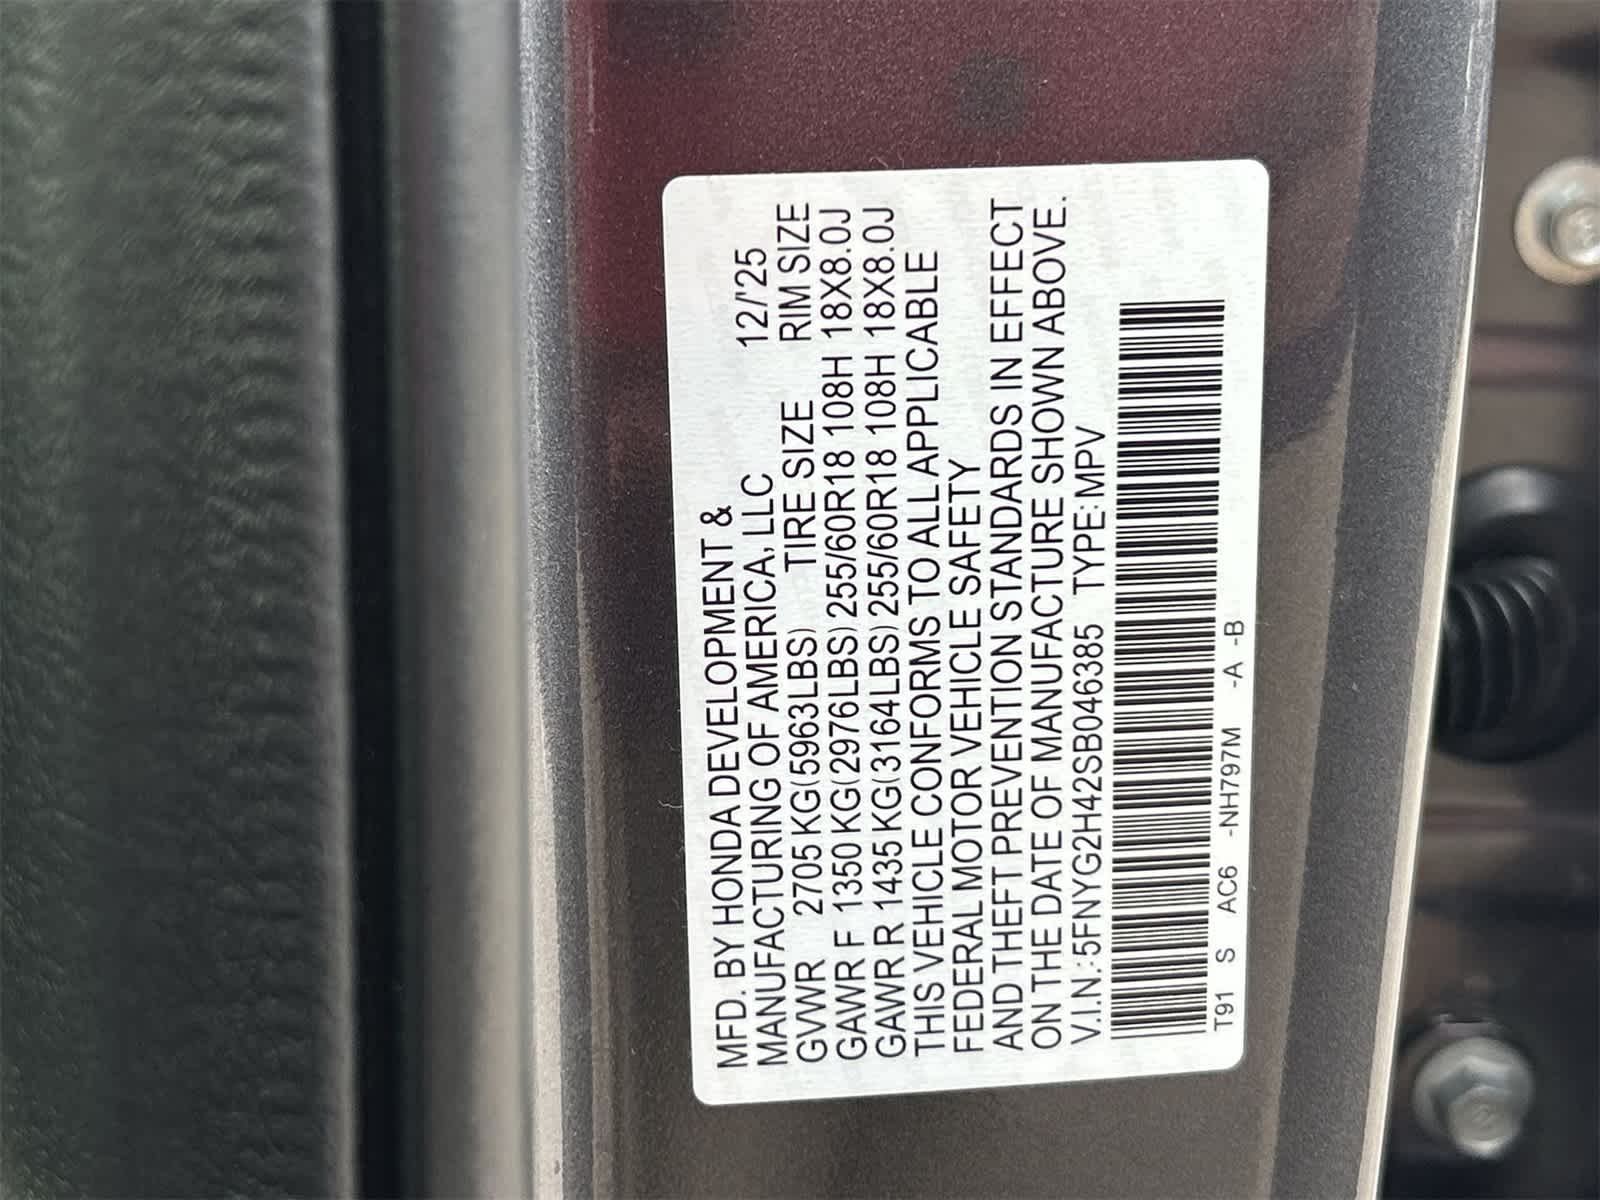 MFD. BY HONDA DEVELOPMENT &
MANUFACTURING OF AMERICA, LLC 12/'25
GVWR 2705 KG(5963LBS) TIRE SIZE RIM SIZE
GAWR F 1350 KG(2976LBS) 255/60R18 108H 18X8.0J
GAWR R 1435 KG(3164LBS) 255/60R18 108H 18X8.0J
THIS VEHICLE CONFORMS TO ALL APPLICABLE
FEDERAL MOTOR VEHICLE SAFETY
AND THEFT PREVENTION STANDARDS IN EFFECT
ON THE DATE OF MANUFACTURE SHOWN ABOVE.
V.I.N.:5FNYG2H42SB046385 TYPE:MPV
T91 S AC6 -NH797M -A -B